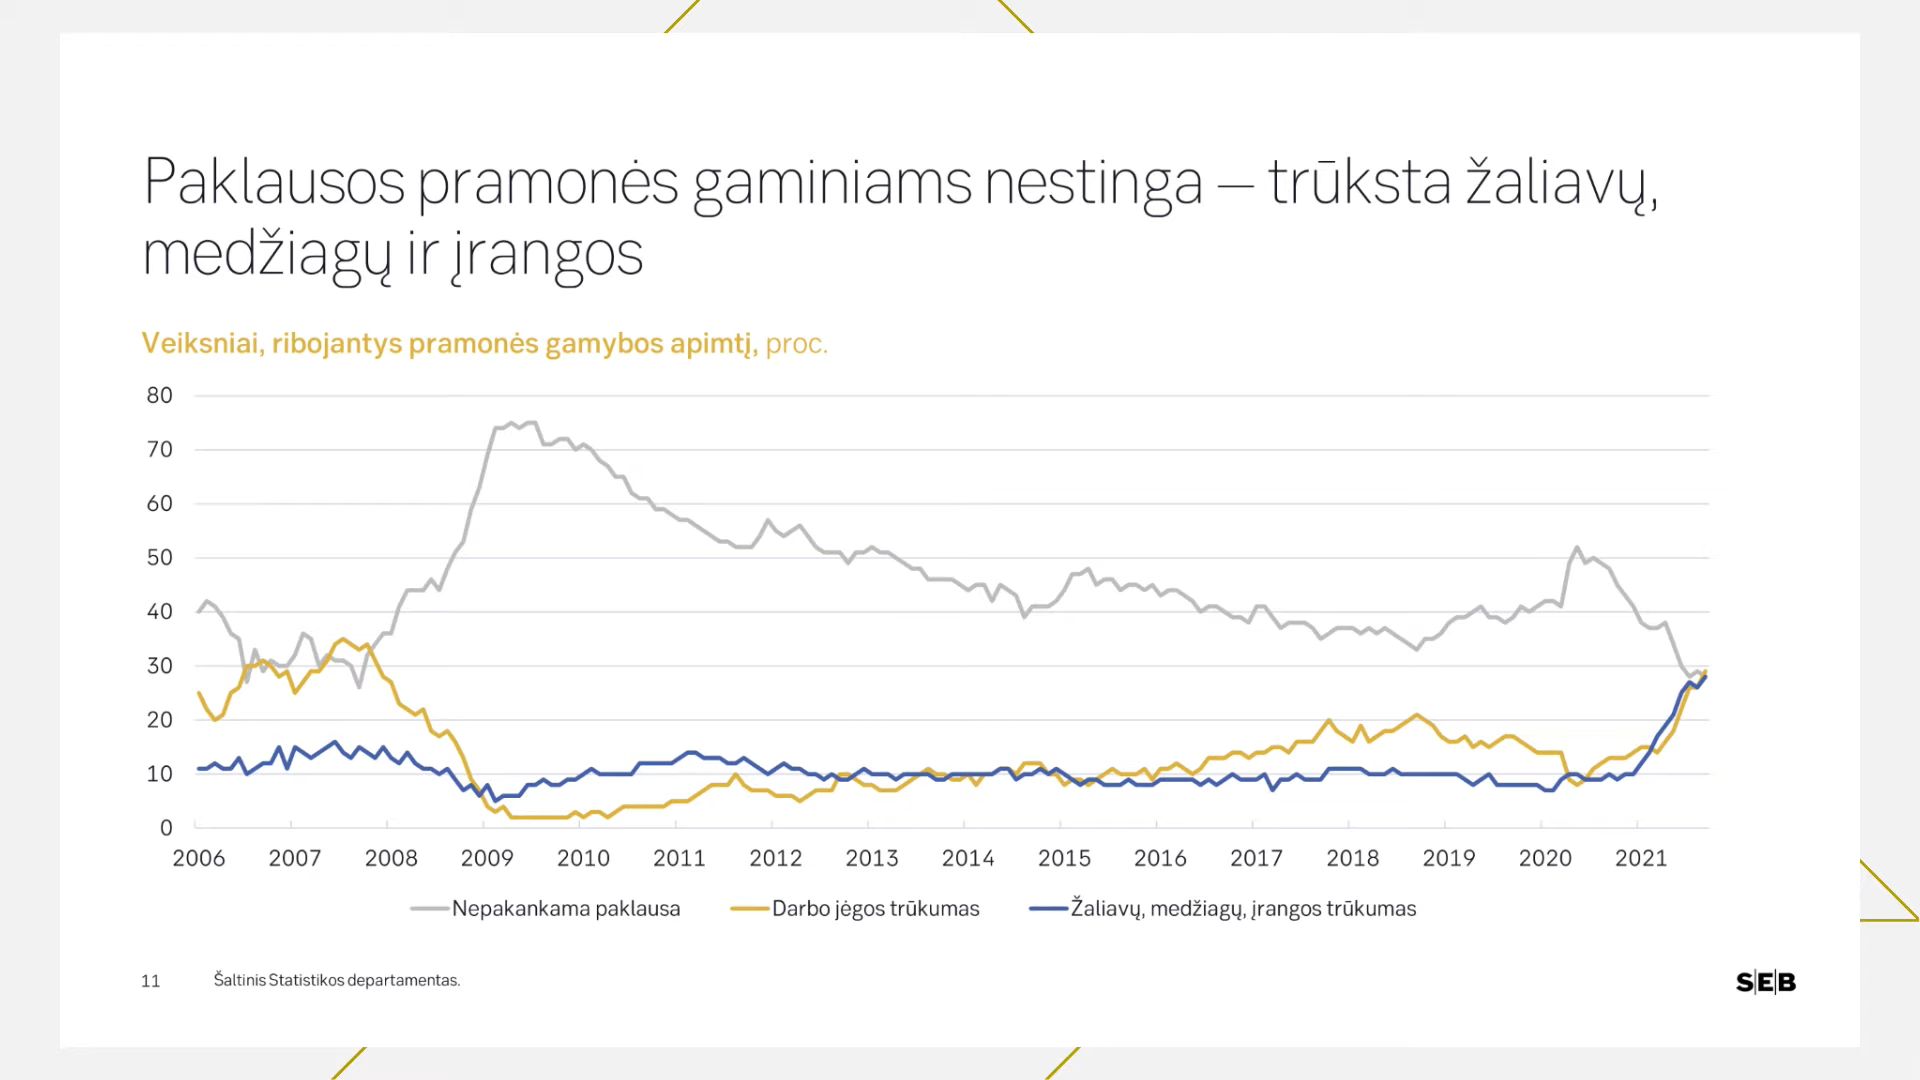 Paklausos pramonės gaminiams nestinga – trūksta žaliavų,
medžiagų ir įrangos
Veiksniai, ribojantys pramonės gamybos apimtį, proc.
80
70
60
50
40
30
20
10
0
2006 2007 2008 2009 2010 2011 2012 2013 2014 2015 2016 2017 2018 2019 2020 2021
Nepakankama paklausa Darbo jėgos trūkumas Žaliavų, medžiagų, įrangos trūkumas
11 Šaltinis Statistikos departamentas.
SEB